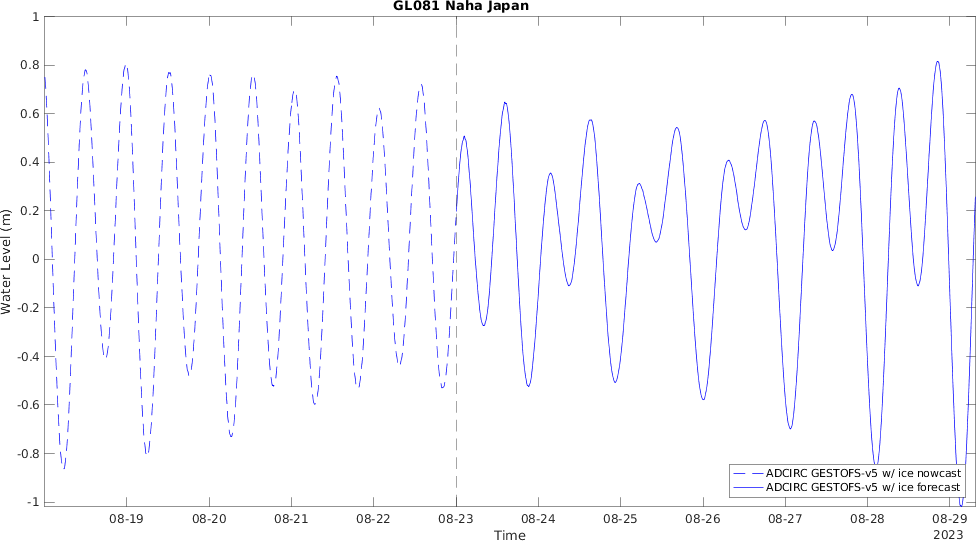 GL081 Naha Japan
1
0.8
0.6
0.4
0.2
0
-0.2
-0.4
-0.6
-0.8
-1
Water Level (m)
ADCIRC GESTOFS-v5 w/ ice nowcast
ADCIRC GESTOFS-v5 w/ ice forecast
08-19 08-20 08-21 08-22 08-23 08-24 08-25 08-26 08-27 08-28 08-29
2023
Time